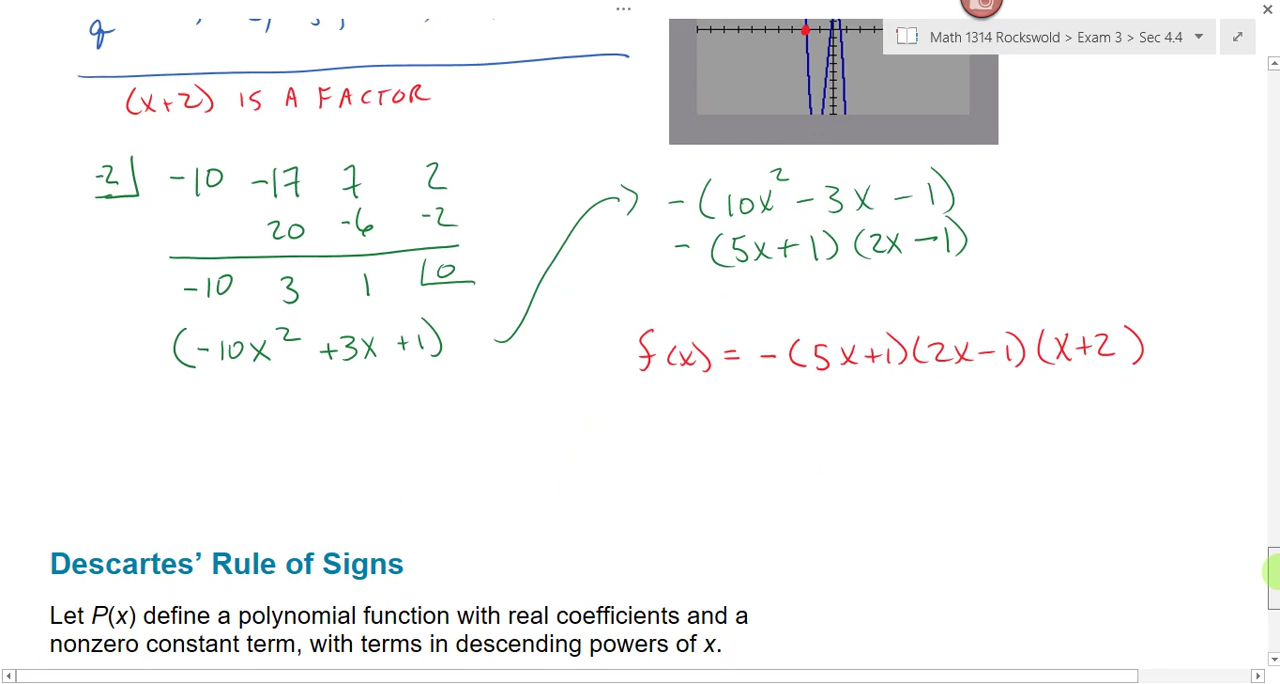 Math 1314 Rockswold > Exam 3 > Sec 4.4
q
(x+2) IS A FACTOR
-2 -10 -17 7 2
20 -6 -2
-10 3 1 0
(-10x² +3x +1)
-(10x² - 3x - 1)
-(5x+1)(2x-1)
f(x) = -(5x+1)(2x-1)(x+2)
Descartes’ Rule of Signs
Let P(x) define a polynomial function with real coefficients and a
nonzero constant term, with terms in descending powers of x.